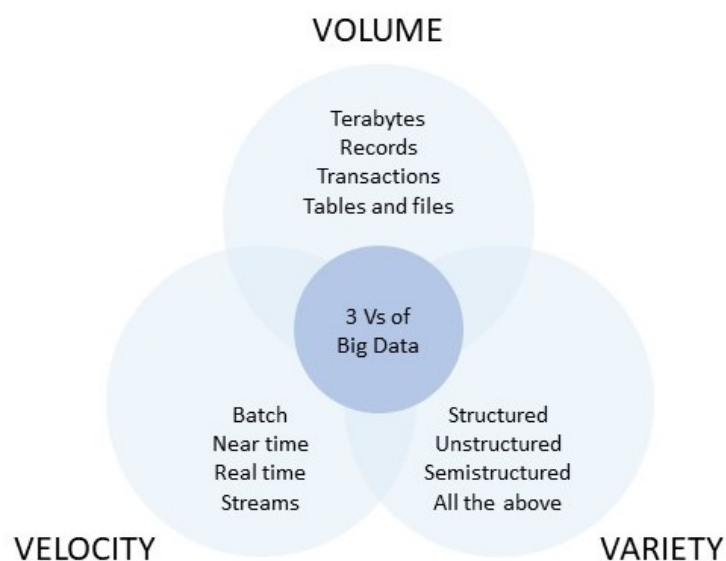 VOLUME
Terabytes
Records
Transactions
Tables and files
3 Vs of
Big Data
Batch
Near time
Real time
Streams
Structured
Unstructured
Semistructured
All the above
VELOCITY
VARIETY